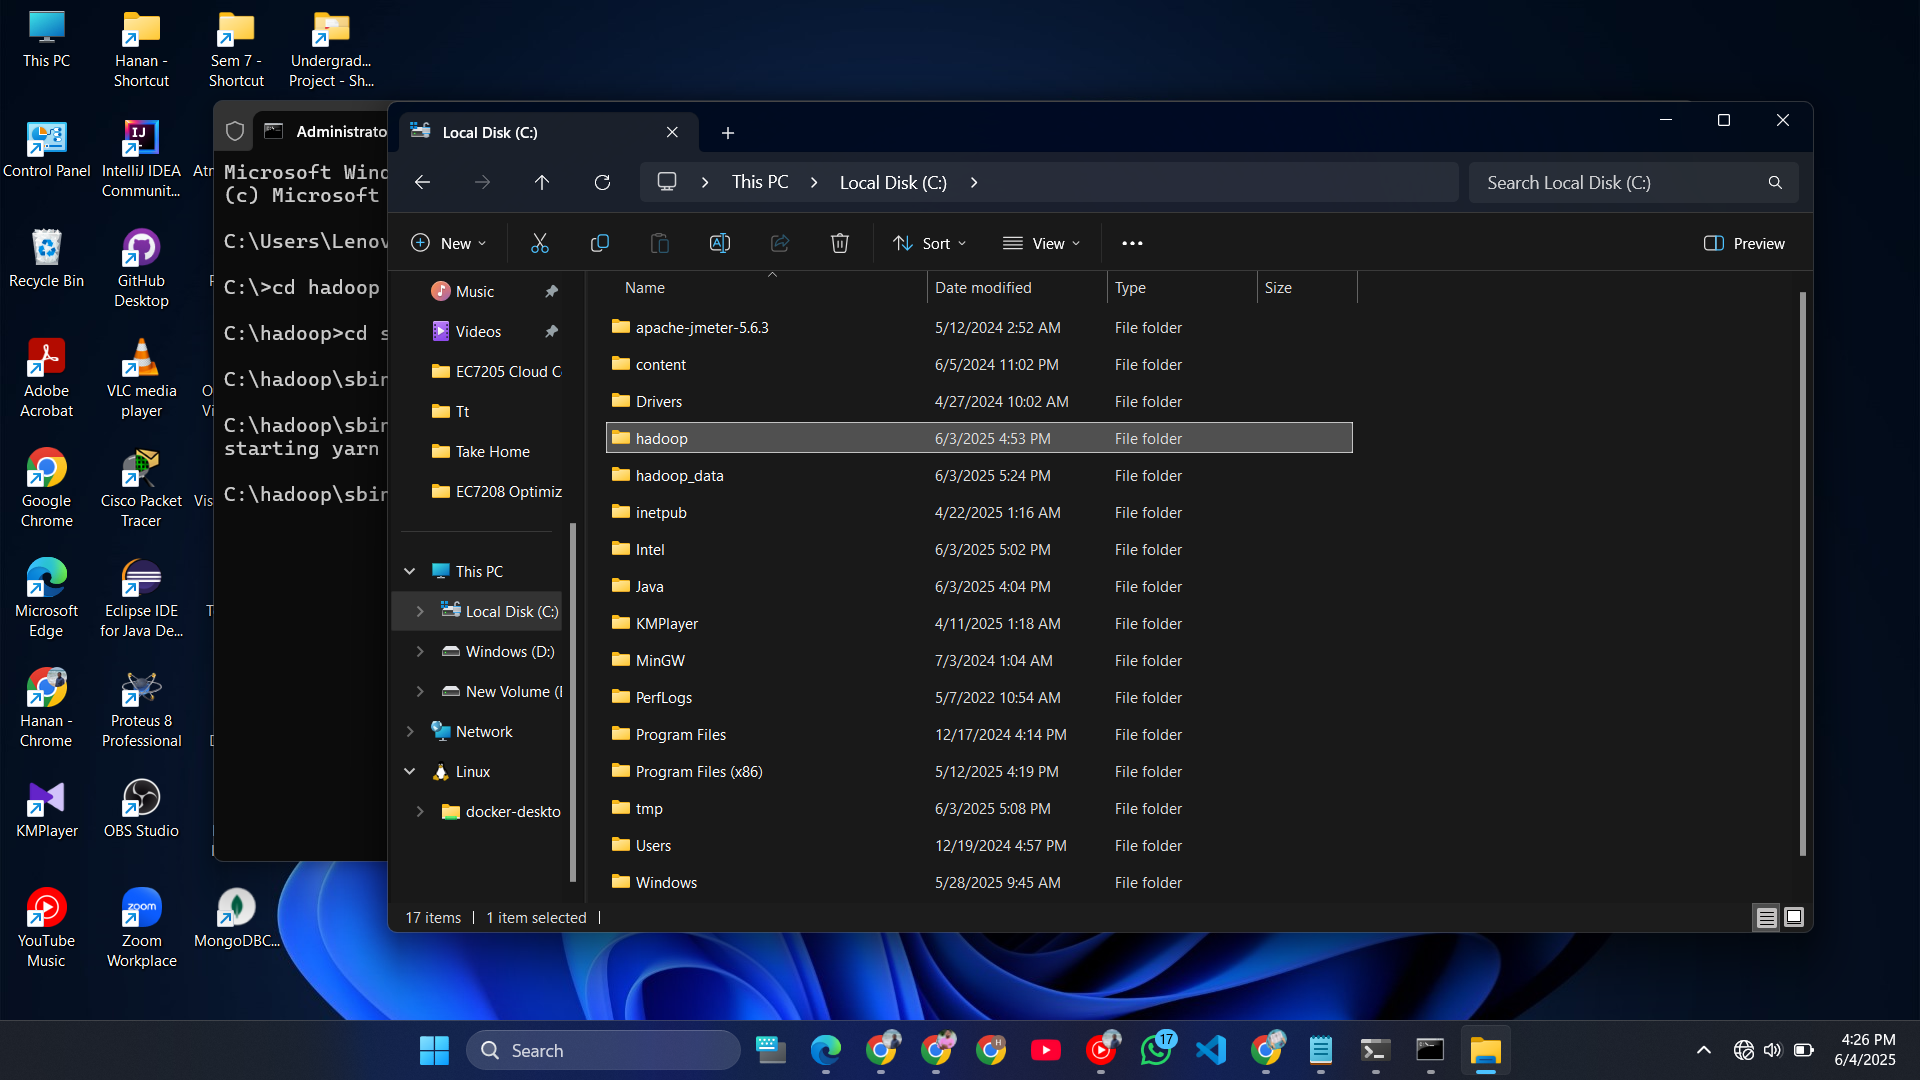 This PC
Hanan -
Shortcut
Sem 7 -
Shortcut
Undergrad...
Project - Sh...
Control Panel
IntelliJ IDEA
Communit...
Recycle Bin
GitHub
Desktop
Adobe
Acrobat
VLC media
player
Google
Chrome
Cisco Packet
Tracer
Microsoft
Edge
Eclipse IDE
for Java De...
Hanan -
Chrome
Proteus 8
Professional
KMPlayer
OBS Studio
YouTube
Music
Zoom
Workplace
MongoDBC...
Administrato
Microsoft Wind
(c) Microsoft
C:\Users\Lenov
C:\>cd hadoop
C:\hadoop>cd s
C:\hadoop\sbin
C:\hadoop\sbin
starting yarn
C:\hadoop\sbin
Local Disk (C:)
This PC
Local Disk (C:)
Search Local Disk (C:)
New
Sort
View
Preview
Music
Videos
EC7205 Cloud C
Tt
Take Home
EC7208 Optimiz
This PC
Local Disk (C:)
Windows (D:)
New Volume (
Network
Linux
docker-deskto
Name Date modified Type Size
apache-jmeter-5.6.3 5/12/2024 2:52 AM File folder
content 6/5/2024 11:02 PM File folder
Drivers 4/27/2024 10:02 AM File folder
hadoop 6/3/2025 4:53 PM File folder
hadoop_data 6/3/2025 5:24 PM File folder
inetpub 4/22/2025 1:16 AM File folder
Intel 6/3/2025 5:02 PM File folder
Java 6/3/2025 4:04 PM File folder
KMPlayer 4/11/2025 1:18 AM File folder
MinGW 7/3/2024 1:04 AM File folder
PerfLogs 5/7/2022 10:54 AM File folder
Program Files 12/17/2024 4:14 PM File folder
Program Files (x86) 5/12/2025 4:19 PM File folder
tmp 6/3/2025 5:08 PM File folder
Users 12/19/2024 4:57 PM File folder
Windows 5/28/2025 9:45 AM File folder
17 items
1 item selected
Search
17
4:26 PM
6/4/2025